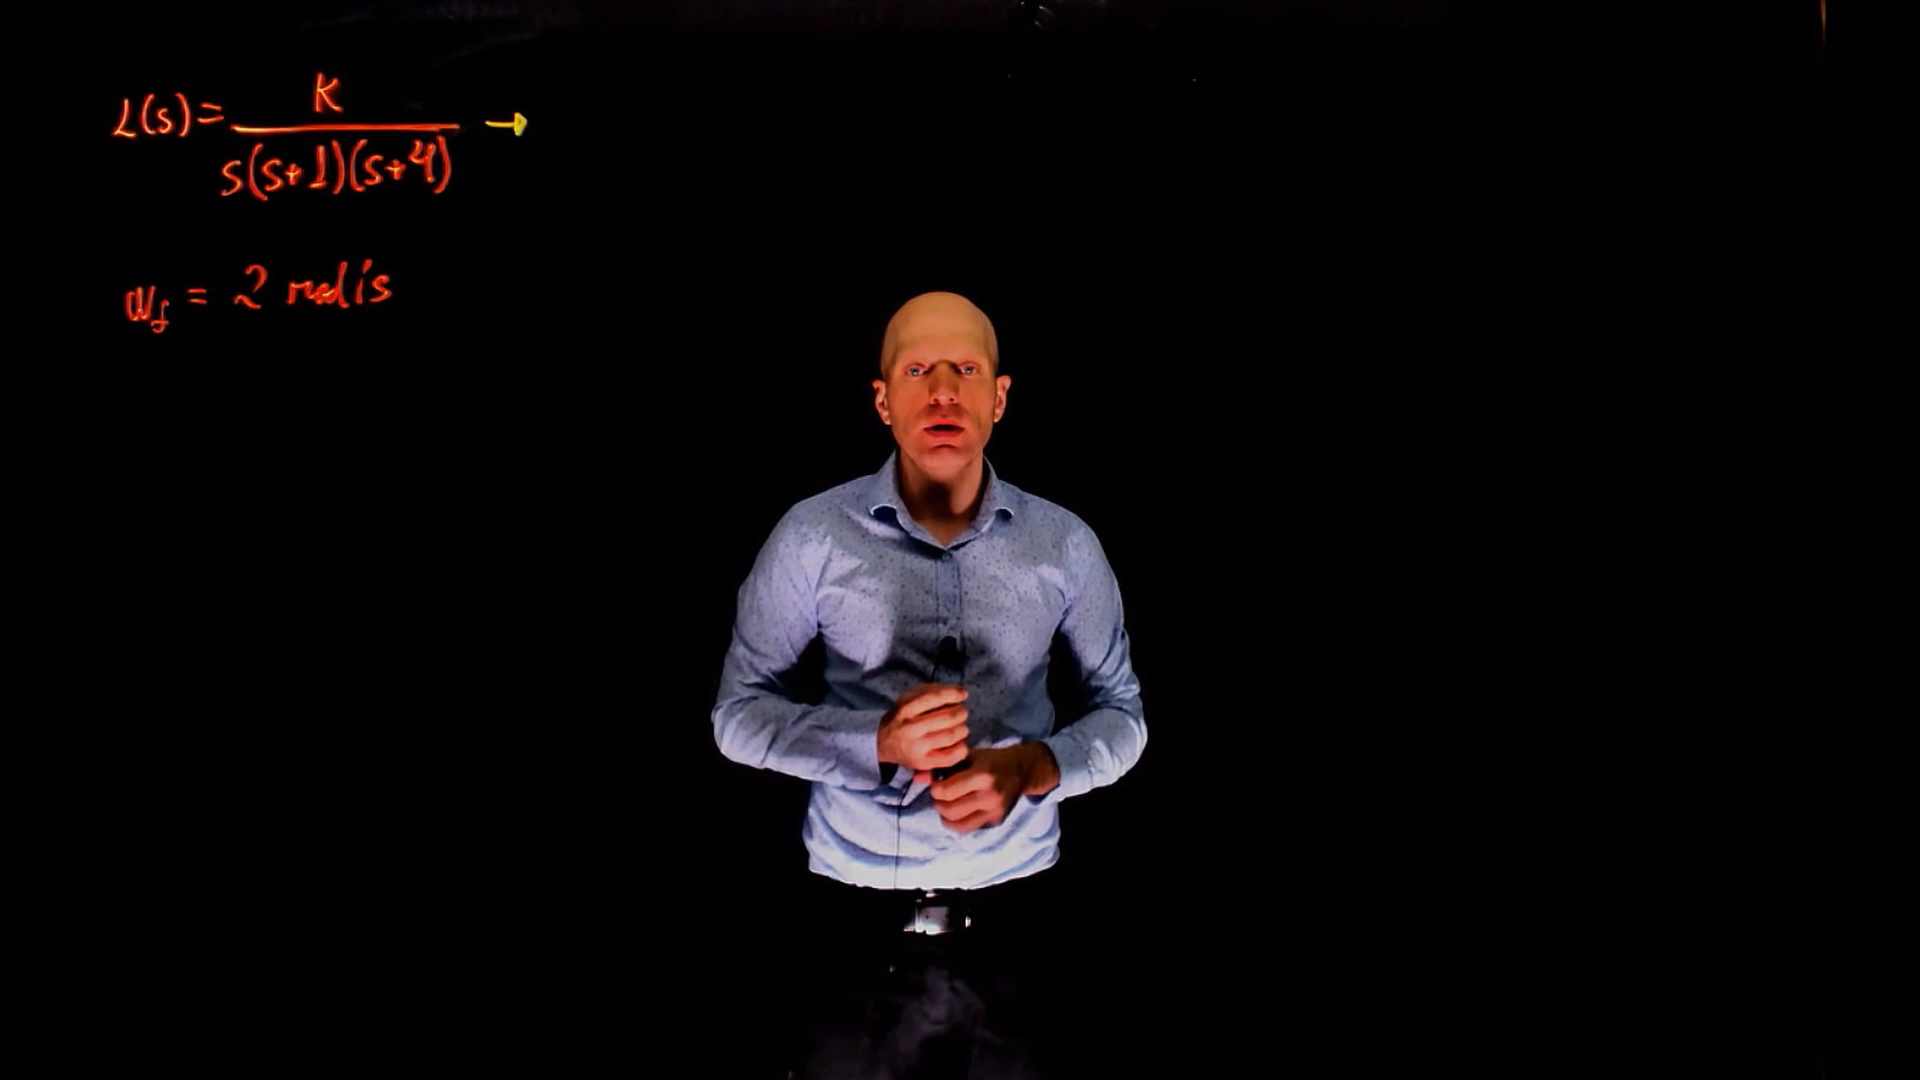 L(s) = K / s(s+1)(s+4) →
ω_f = 2 rad/s